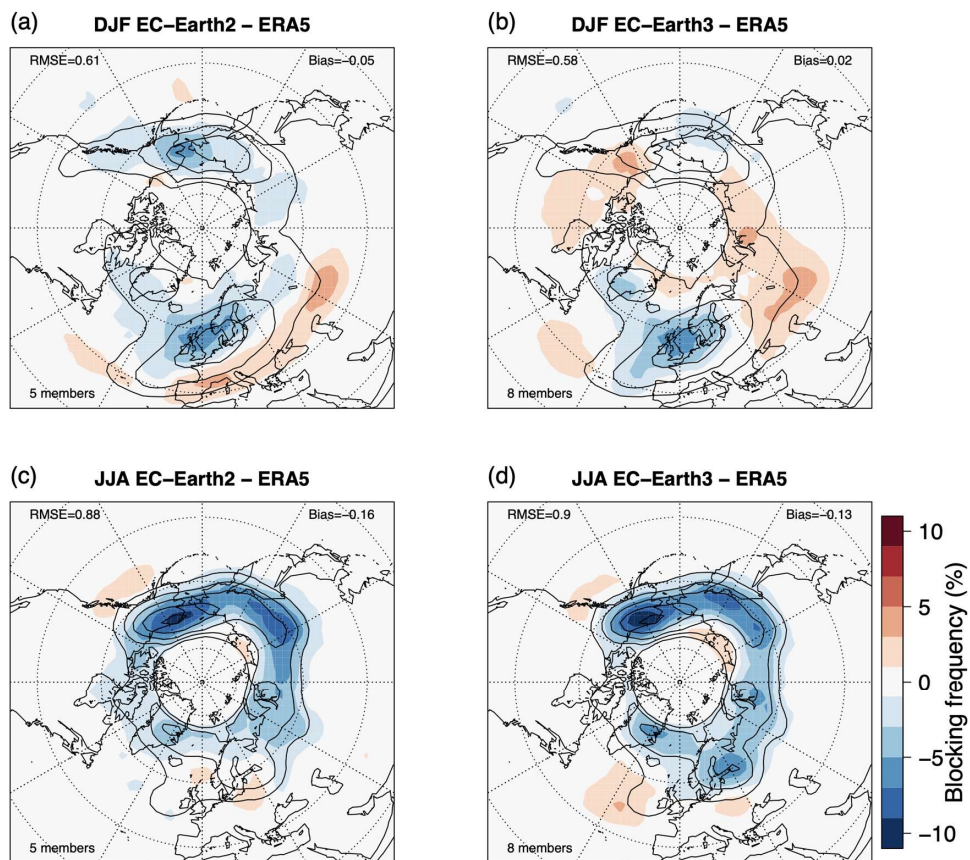 (a) DJF EC−Earth2 − ERA5
RMSE=0.61 Bias=−0.05
5 members
(b) DJF EC−Earth3 − ERA5
RMSE=0.58 Bias=0.02
8 members
(c) JJA EC−Earth2 − ERA5
RMSE=0.88 Bias=−0.16
5 members
(d) JJA EC−Earth3 − ERA5
RMSE=0.9 Bias=−0.13
8 members
10
5
0
−5
−10
Blocking frequency (%)